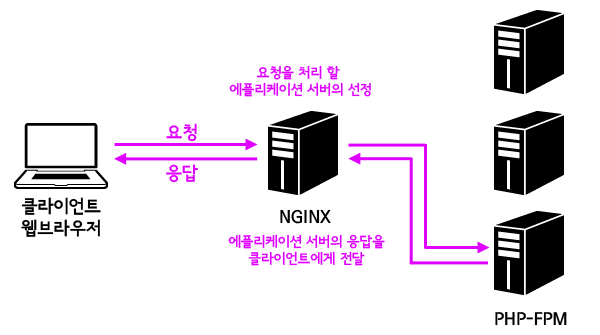 요청을 처리 할
에플리케이션 서버의 선정
요청
응답
클라이언트
웹브라우저
NGINX
에플리케이션 서버의 응답을
클라이언트에게 전달
PHP-FPM